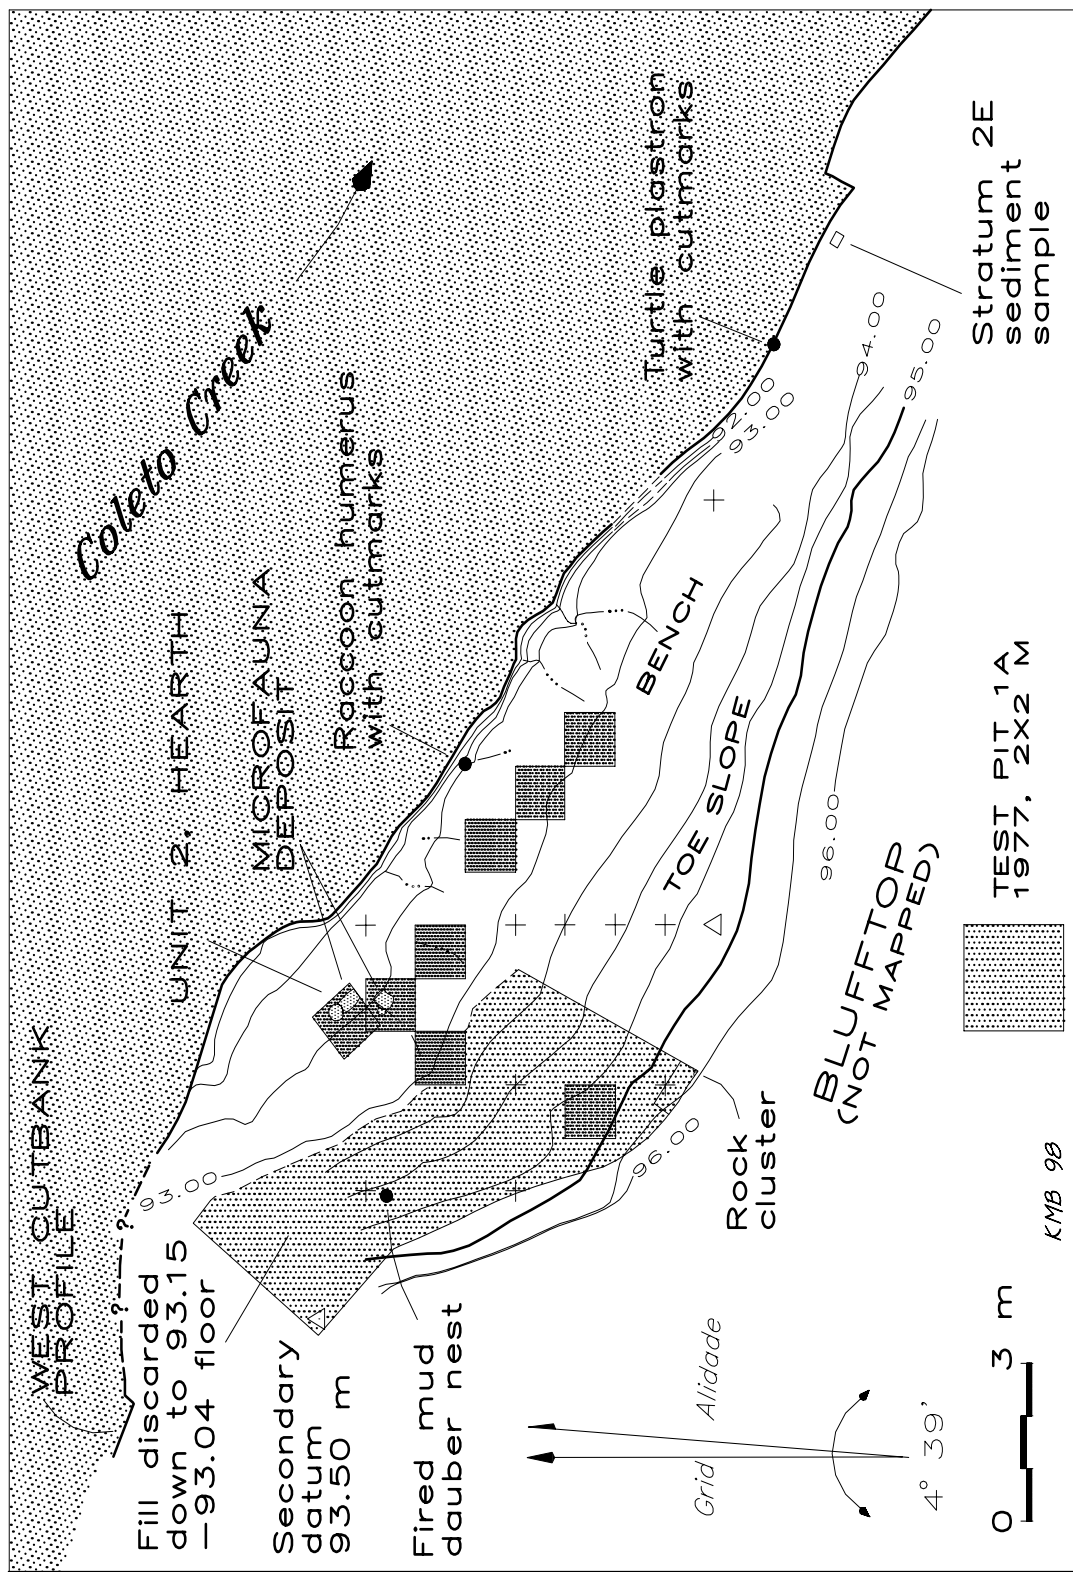 WEST CUTBANK
PROFILE
Coleto Creek
UNIT 2, HEARTH
MICROFAUNA
DEPOSIT
Raccoon humerus
with cutmarks
Turtle plastron
with cutmarks
Stratum 2E
sediment
sample
Fill discarded
down to 93.15
–93.04 floor
Secondary
datum
93.50 m
Fired mud
dauber nest
?
?
93.00
92.00
93.00
94.00
95.00
96.00
96.00
BENCH
TOE SLOPE
BLUFFTOP
(NOT MAPPED)
Rock
cluster
TEST PIT 1A
1977, 2X2 M
Grid
Alidade
4° 39'
0 3 m
KMB 98